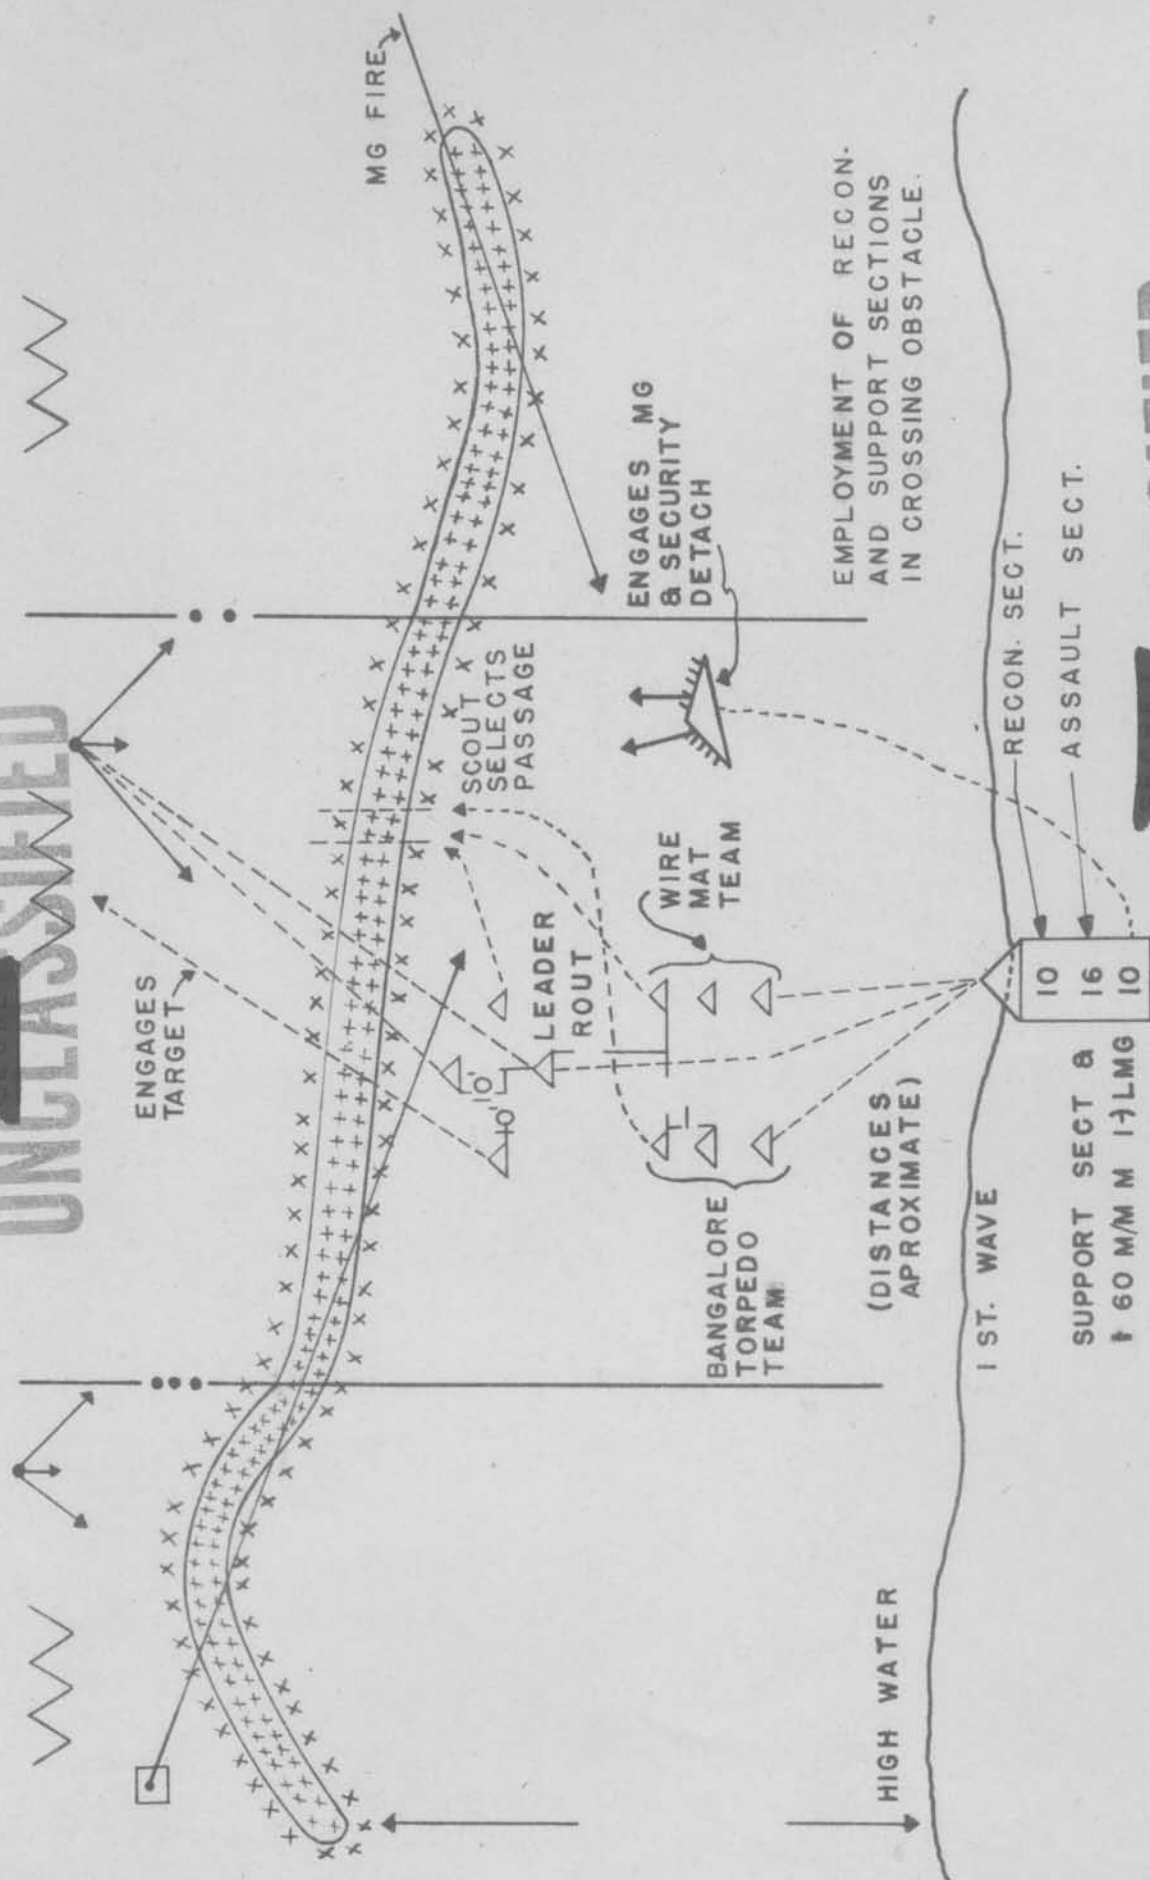 UNCLASSIFIED
MG FIRE
ENGAGES
TARGET
SCOUT
SELECTS
PASSAGE
ENGAGES MG
& SECURITY
DETACH
10'
10'
LEADER
ROUT
WIRE
MAT
TEAM
BANGALORE
TORPEDO
TEAM
EMPLOYMENT OF RECON-
AND SUPPORT SECTIONS
IN CROSSING OBSTACLE.
(DISTANCES
APROXIMATE)
HIGH WATER
1 ST. WAVE
RECON. SECT.
ASSAULT SECT.
10
16
10
SUPPORT SECT &
60 M/M M LMG